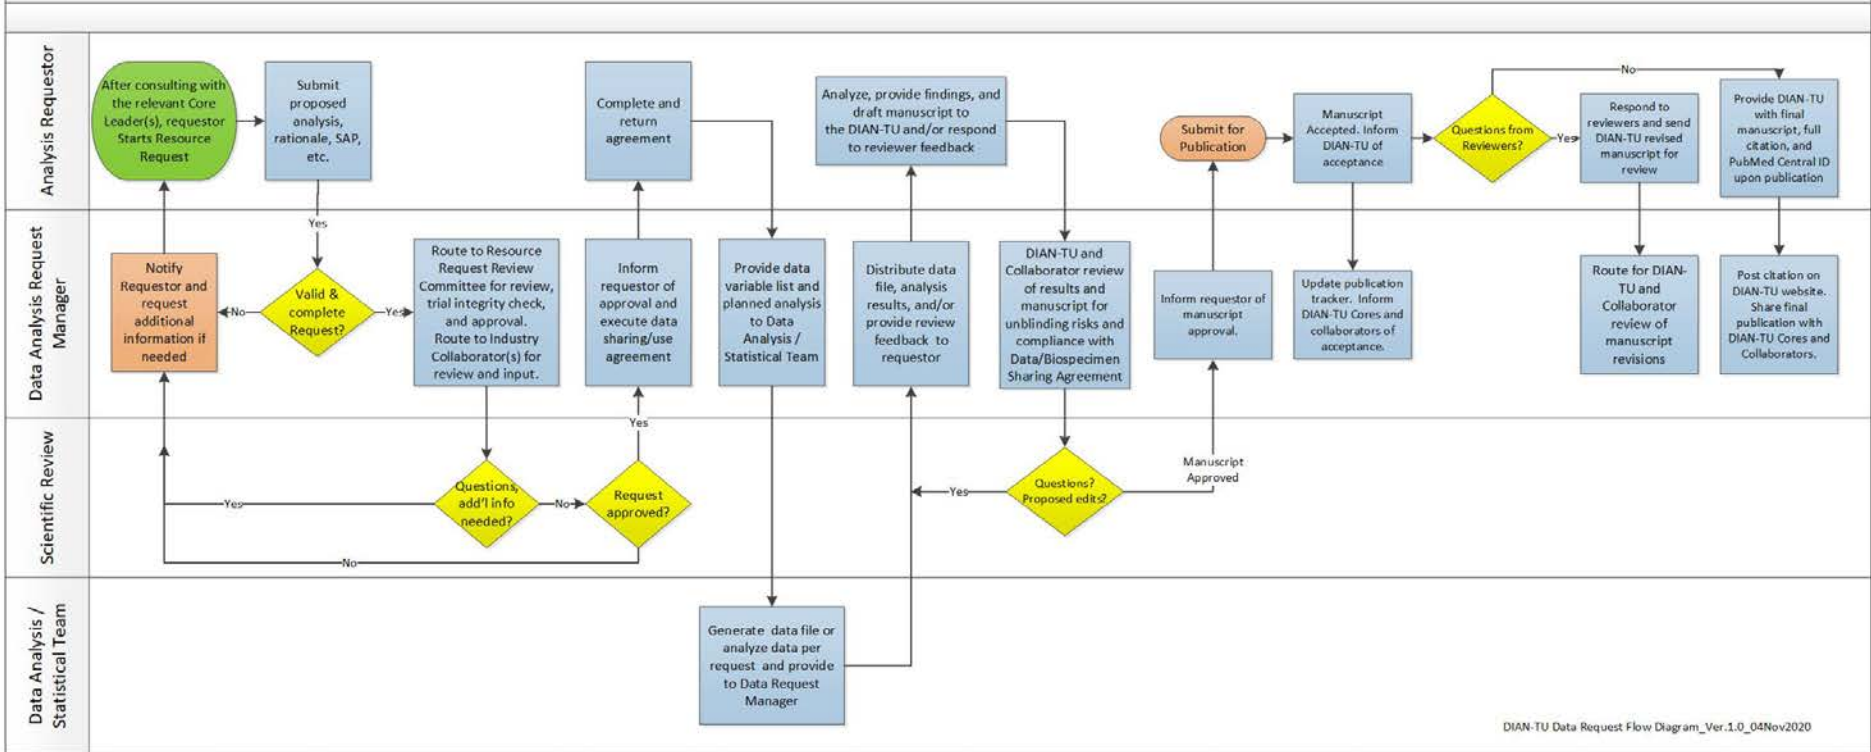 Analysis Requestor
After consulting with
the relevant Core
Leader(s), requestor
Starts Resource
Request
Submit
proposed
analysis,
rationale, SAP,
etc.
Complete and
return
agreement
Analyze, provide findings, and
draft manuscript to
the DIAN-TU and/or respond
to reviewer feedback
Submit for
Publication
Manuscript
Accepted. Inform
DIAN-TU of
acceptance
Questions from
Reviewers?
No
Yes
Respond to
reviewers and send
DIAN-TU revised
manuscript for
review
Provide DIAN-TU
with final
manuscript, full
citation, and
PubMed Central ID
upon publication
Data Analysis Request
Manager
Notify
Requestor and
request
additional
information if
needed
No
Yes
Valid &
complete
Request?
Yes
Route to Resource
Request Review
Committee for review,
trial integrity check,
and approval.
Route to Industry
Collaborator(s) for
review and input.
Inform
requestor of
approval and
execute data
sharing/use
agreement
Provide data
variable list and
planned analysis
to Data
Analysis /
Statistical Team
Distribute data
file, analysis
results, and/or
provide review
feedback to
requestor
DIAN-TU and
Collaborator review
of results and
manuscript for
unblinding risks and
compliance with
Data/Biospecimen
Sharing Agreement
Inform requestor of
manuscript
approval.
Update publication
tracker. Inform
DIAN-TU Cores and
collaborators of
acceptance.
Route for DIAN-
TU and
Collaborator
review of
manuscript
revisions
Post citation on
DIAN-TU website.
Share final
publication with
DIAN-TU Cores and
Collaborators.
Scientific Review
Yes
Questions,
add'l info
needed?
No
Request
approved?
Yes
No
Yes
Questions?
Proposed edits?
Manuscript
Approved
Data Analysis /
Statistical Team
Generate data file or
analyze data per
request and provide
to Data Request
Manager
DIAN-TU Data Request Flow Diagram_Ver.1.0_04Nov2020